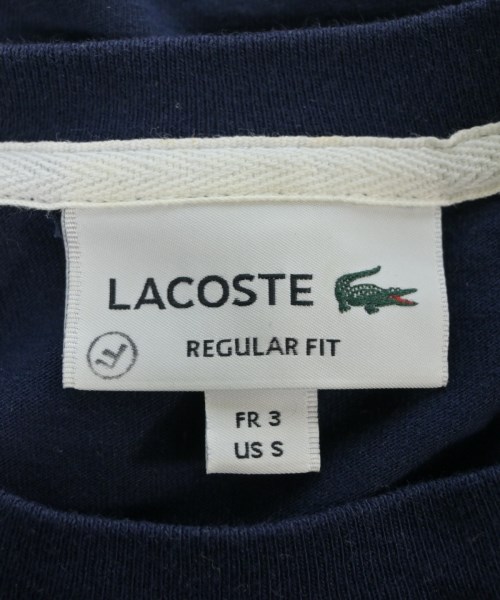 LACOSTE
REGULAR FIT
FR 3
US S